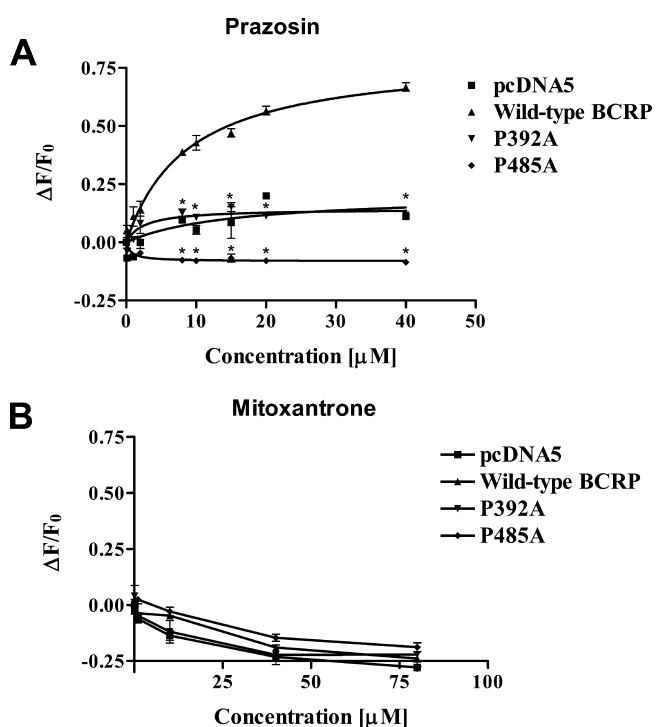 A
Prazosin
0.75
0.50
0.25
0.00
-0.25
ΔF/F0
* * * * *
* * * * *
0 10 20 30 40 50
Concentration [μM]
pcDNA5
Wild-type BCRP
P392A
P485A
B
Mitoxantrone
0.75
0.50
0.25
0.00
-0.25
ΔF/F0
25 50 75 100
Concentration [μM]
pcDNA5
Wild-type BCRP
P392A
P485A